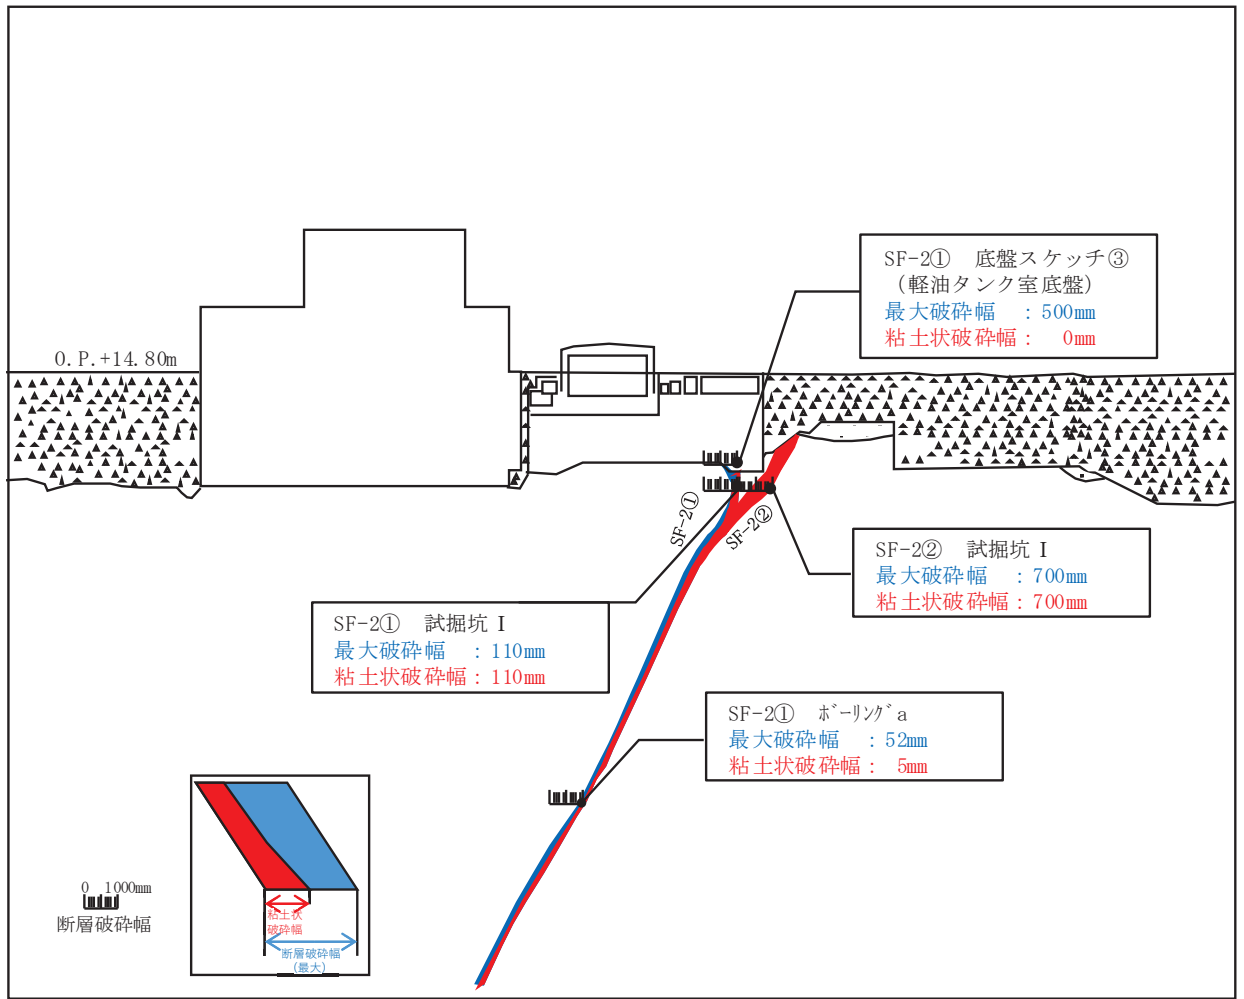 SF-2① 底盤スケッチ③
（軽油タンク室底盤）
最大破砕幅 ：500mm
粘土状破砕幅： 0mm
O.P.+14.80m
SF-2①
SF-2②
SF-2② 試掘坑Ⅰ
最大破砕幅 ：700mm
粘土状破砕幅：700mm
SF-2① 試掘坑Ⅰ
最大破砕幅 ：110mm
粘土状破砕幅：110mm
SF-2① ﾎﾞｰﾘﾝｸﾞa
最大破砕幅 ：52mm
粘土状破砕幅： 5mm
0 1000mm
断層破砕幅
粘土状
破砕幅
断層破砕幅
(最大)